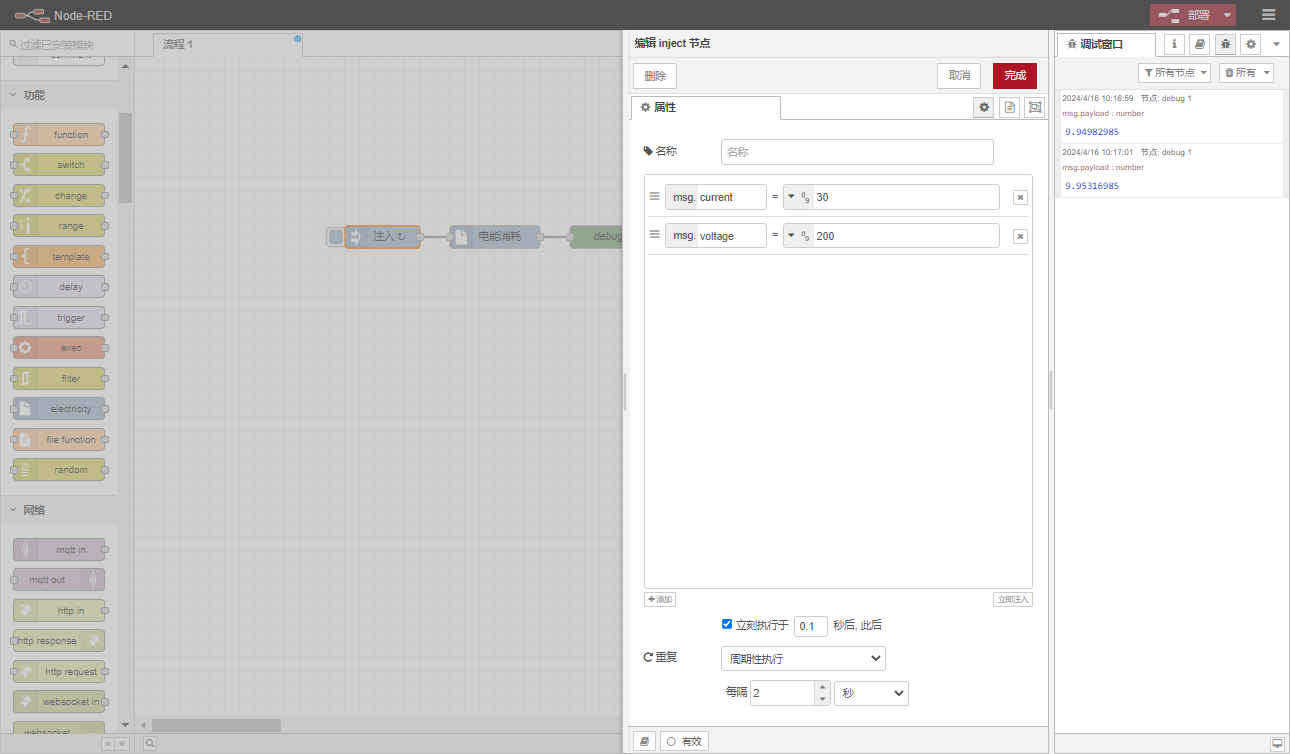 Node-RED
部署
过滤已安装模块
流程 1
comment
功能
function
switch
change
range
template
delay
trigger
exec
filter
electricity
file function
random
网络
mqtt in
mqtt out
http in
http response
http request
websocket in
websocket
注入 ↻
电能消耗
debug
编辑 inject 节点
删除
取消
完成
属性
名称
名称
msg. current = 30
msg. voltage = 200
添加
立即注入
立刻执行于 0.1 秒后, 此后
重复
周期性执行
每隔 2 秒
有效
调试窗口
所有节点
所有
2024/4/16 10:16:59 节点: debug 1
msg.payload : number
9.94982985
2024/4/16 10:17:01 节点: debug 1
msg.payload : number
9.95316985